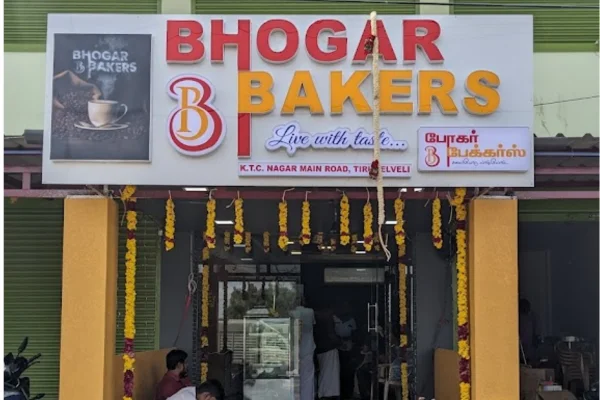 BHOGAR
BAKERS
BHOGAR
BAKERS
B
Live with taste...
K.T.C. NAGAR MAIN ROAD, TIRUNELVELI
போகர்
B பேக்கர்ஸ்